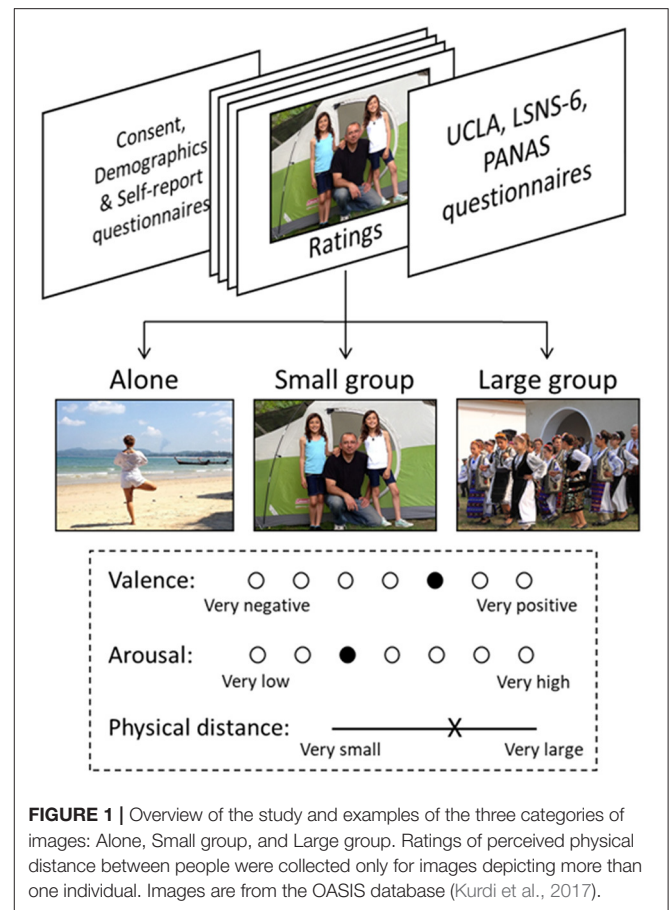 Consent,
Demographics
& Self-report
questionnaires
Ratings
UCLA, LSNS-6,
PANAS
questionnaires
Alone
Small group
Large group
Valence:
Very negative
Very positive
Arousal:
Very low
Very high
Physical distance:
X
Very small
Very large
FIGURE 1 | Overview of the study and examples of the three categories of
images: Alone, Small group, and Large group. Ratings of perceived physical
distance between people were collected only for images depicting more than
one individual. Images are from the OASIS database (Kurdi et al., 2017).